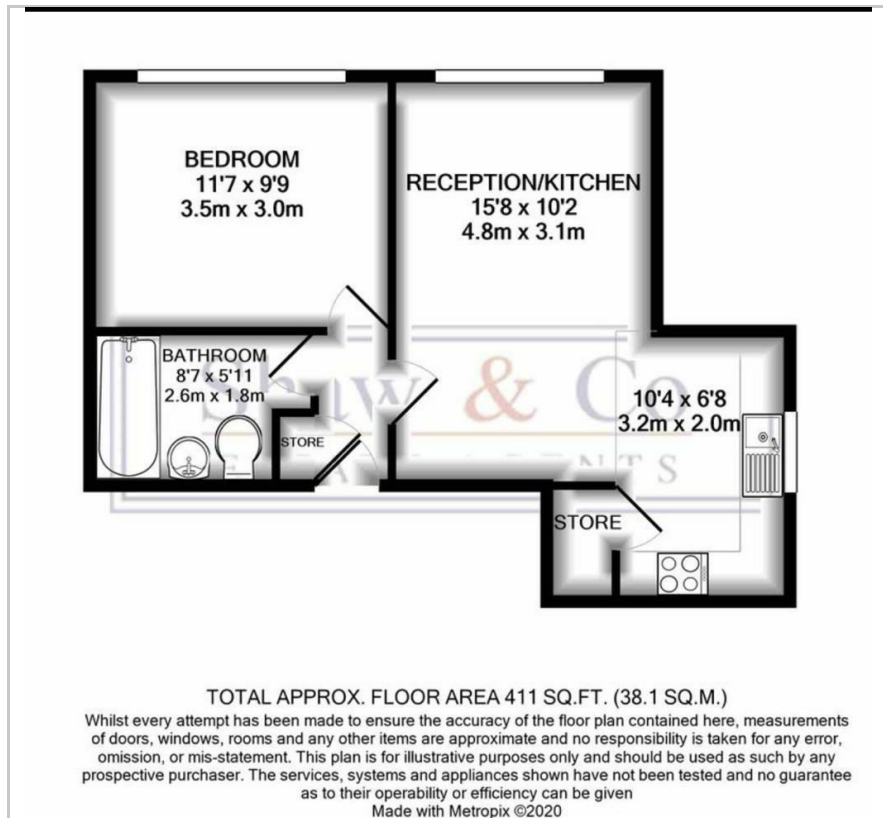 BEDROOM
11'7 x 9'9
3.5m x 3.0m
RECEPTION/KITCHEN
15'8 x 10'2
4.8m x 3.1m
BATHROOM
8'7 x 5'11
2.6m x 1.8m
STORE
10'4 x 6'8
3.2m x 2.0m
STORE
Shaw & Co
TOTAL APPROX. FLOOR AREA 411 SQ.FT. (38.1 SQ.M.)
Whilst every attempt has been made to ensure the accuracy of the floor plan contained here, measurements
of doors, windows, rooms and any other items are approximate and no responsibility is taken for any error,
omission, or mis-statement. This plan is for illustrative purposes only and should be used as such by any
prospective purchaser. The services, systems and appliances shown have not been tested and no guarantee
as to their operability or efficiency can be given
Made with Metropix ©2020